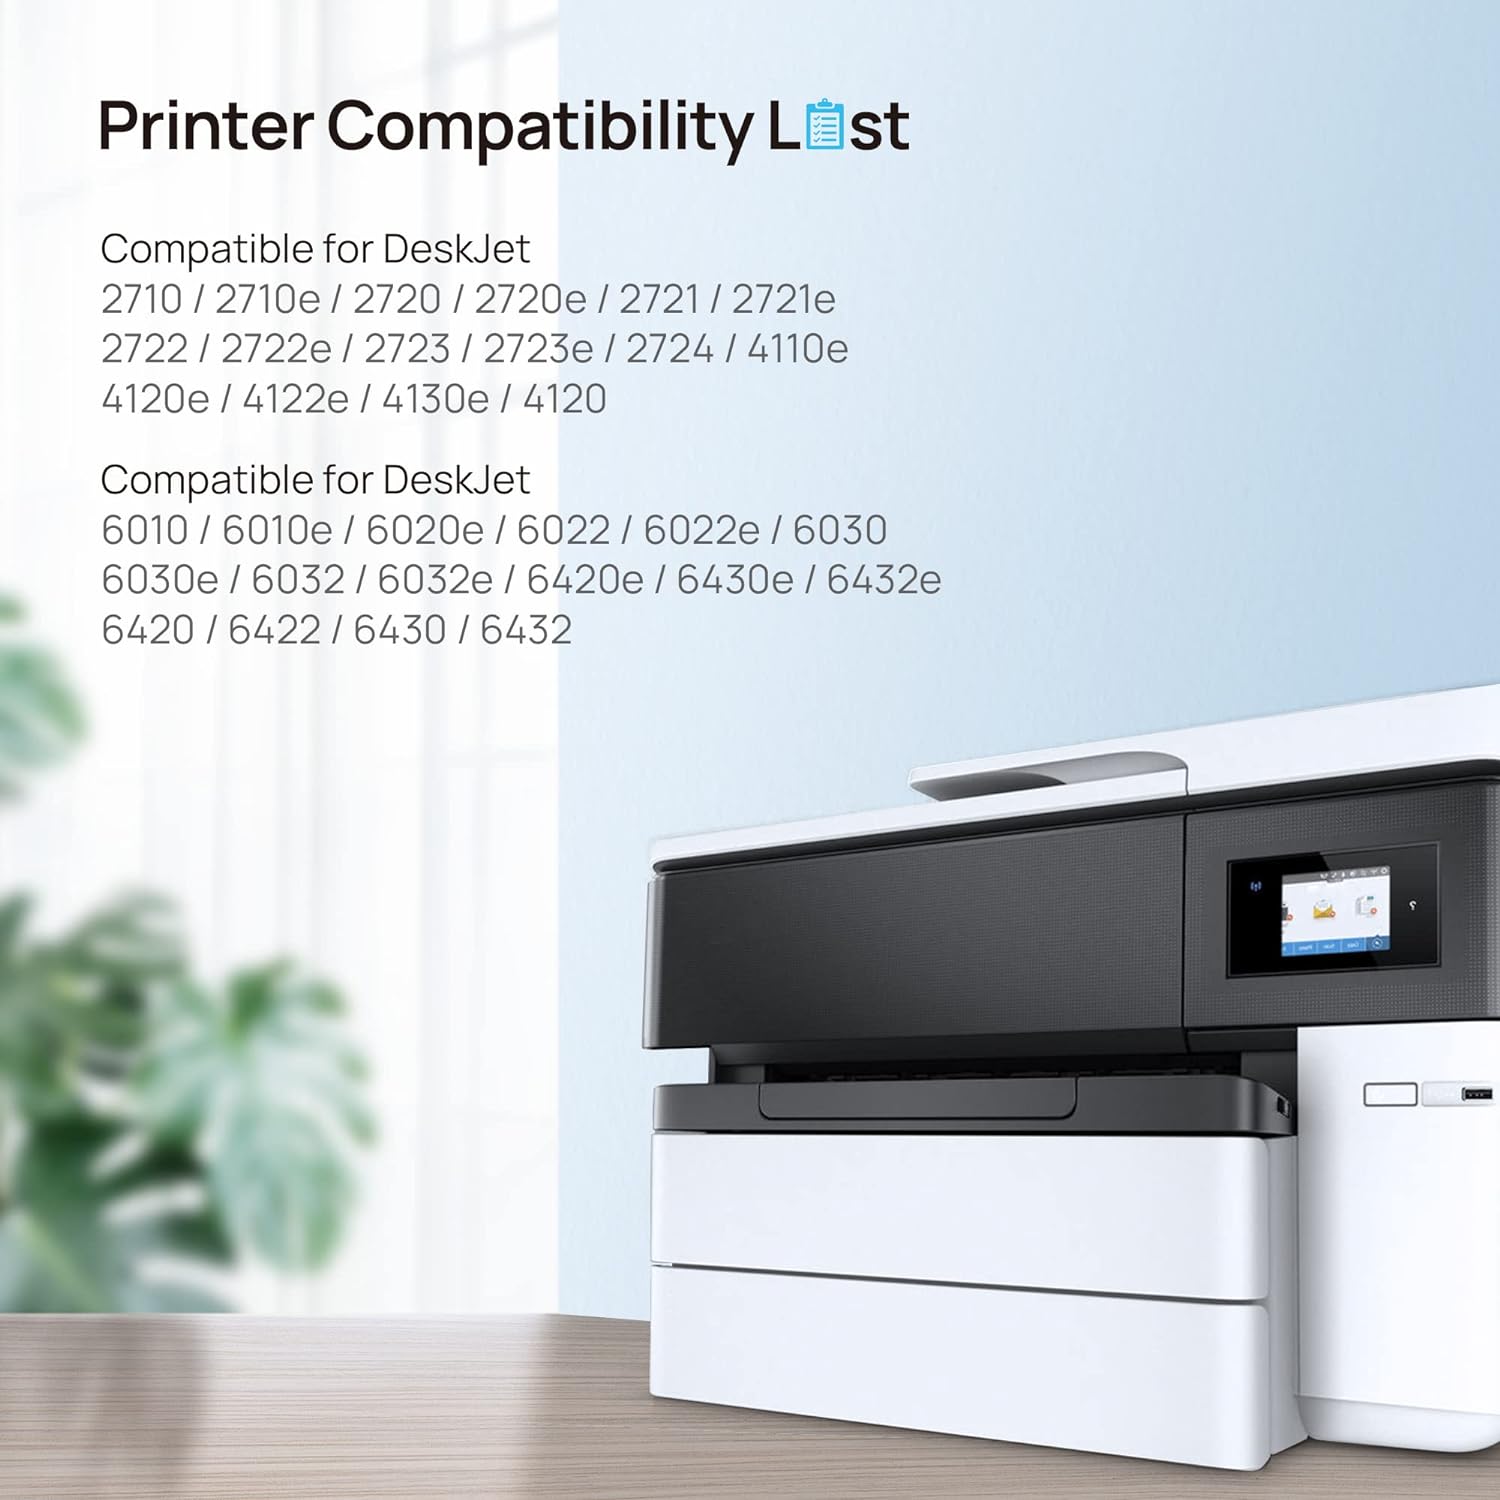 Printer Compatibility List
Compatible for DeskJet
2710 / 2710e / 2720 / 2720e / 2721 / 2721e
2722 / 2722e / 2723 / 2723e / 2724 / 4110e
4120e / 4122e / 4130e / 4120
Compatible for DeskJet
6010 / 6010e / 6020e / 6022 / 6022e / 6030
6030e / 6032 / 6032e / 6420e / 6430e / 6432e
6420 / 6422 / 6430 / 6432